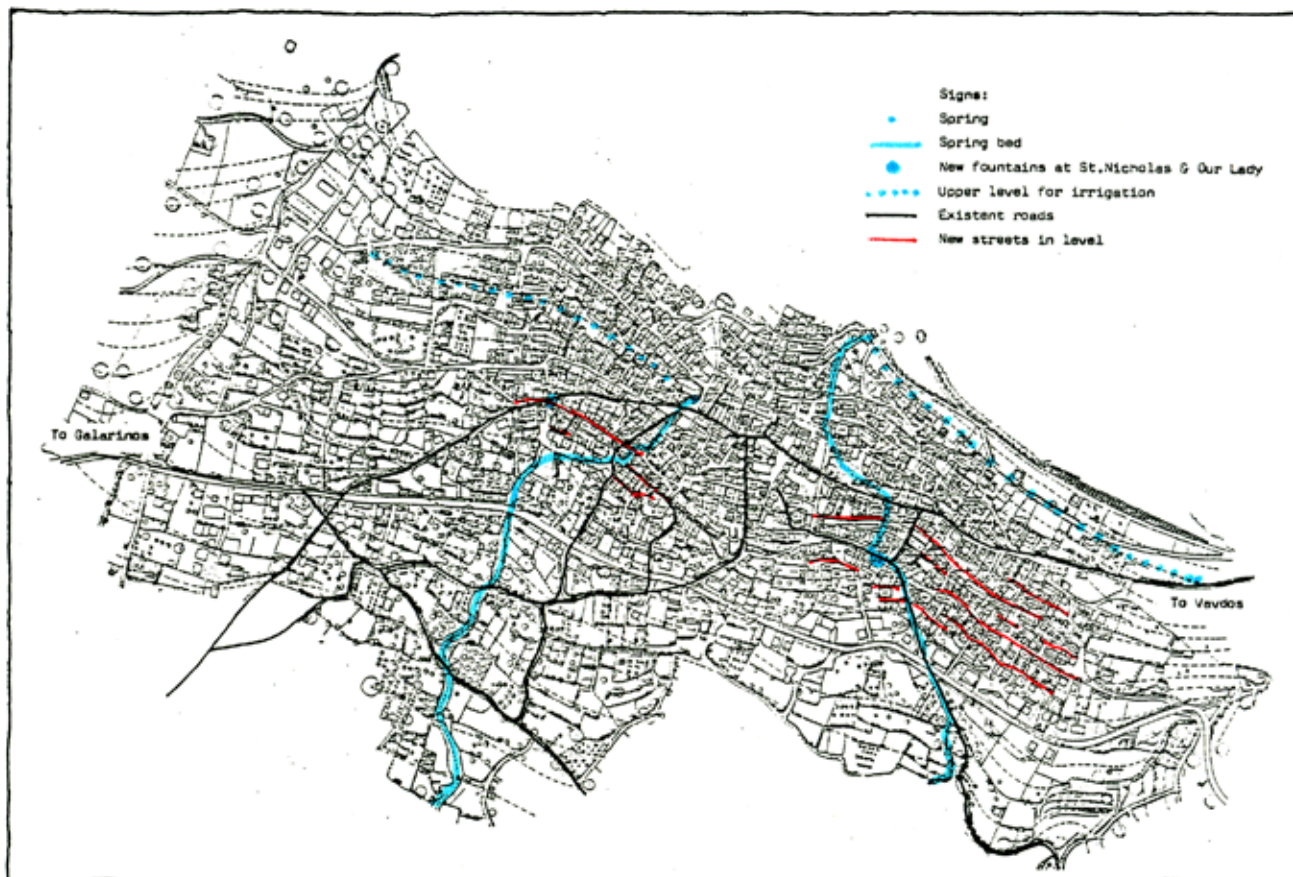 Signs:
Spring
Spring bed
New fountains at St.Nicholas & Our Lady
Upper level for irrigation
Existent roads
New streets in level
To Galarinos
To Vavdos